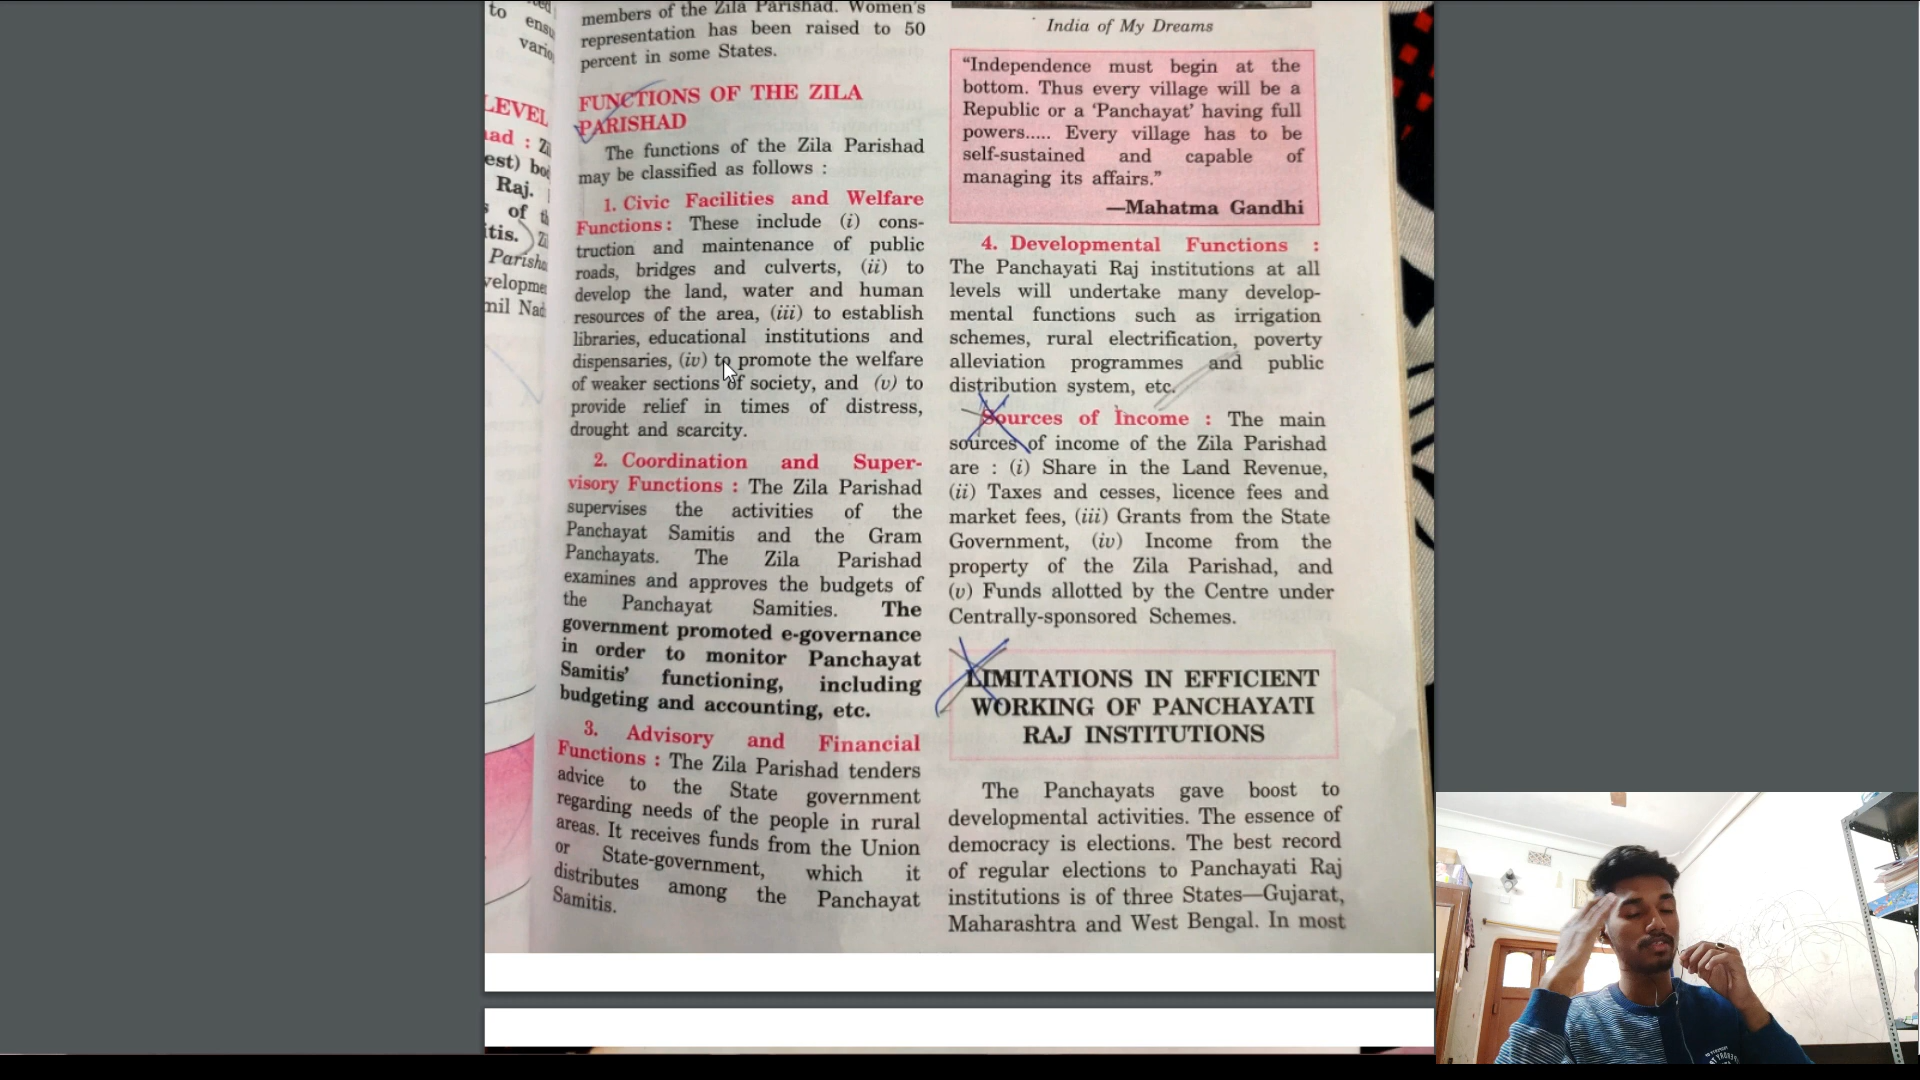 to
ensu
vario
LEVEL
est)
Raj.
of
itis.
Parisha
velopme
mil Nad
members of the Zila Parishad. Women's
representation has been raised to 50
percent in some States.
FUNCTIONS OF THE ZILA
PARISHAD
The functions of the Zila Parishad
may be classified as follows :
1. Civic Facilities and Welfare
Functions: These include (i) cons-
truction and maintenance of public
roads, bridges and culverts, (ii) to
develop the land, water and human
resources of the area, (iii) to establish
libraries, educational institutions and
dispensaries, (iv) to promote the welfare
of weaker sections of society, and (v) to
provide relief in times of distress,
drought and scarcity.
2. Coordination and Super-
visory Functions : The Zila Parishad
supervises the activities of the
Panchayat Samitis and the Gram
Panchayats. The Zila Parishad
examines and approves the budgets of
the Panchayat Samities. The
government promoted e-governance
in order to monitor Panchayat
Samitis' functioning, including
budgeting and accounting, etc.
3. Advisory and Financial
Functions : The Zila Parishad tenders
advice to the State government
regarding needs of the people in rural
areas. It receives funds from the Union
or State-government, which it
distributes among the Panchayat
Samitis.
India of My Dreams
“Independence must begin at the
bottom. Thus every village will be a
Republic or a ‘Panchayat’ having full
powers..... Every village has to be
self-sustained and capable of
managing its affairs.”
—Mahatma Gandhi
4. Developmental Functions :
The Panchayati Raj institutions at all
levels will undertake many develop-
mental functions such as irrigation
schemes, rural electrification, poverty
alleviation programmes and public
distribution system, etc.
Sources of Income : The main
sources of income of the Zila Parishad
are : (i) Share in the Land Revenue,
(ii) Taxes and cesses, licence fees and
market fees, (iii) Grants from the State
Government, (iv) Income from the
property of the Zila Parishad, and
(v) Funds allotted by the Centre under
Centrally-sponsored Schemes.
LIMITATIONS IN EFFICIENT
WORKING OF PANCHAYATI
RAJ INSTITUTIONS
The Panchayats gave boost to
developmental activities. The essence of
democracy is elections. The best record
of regular elections to Panchayati Raj
institutions is of three States—Gujarat,
Maharashtra and West Bengal. In most